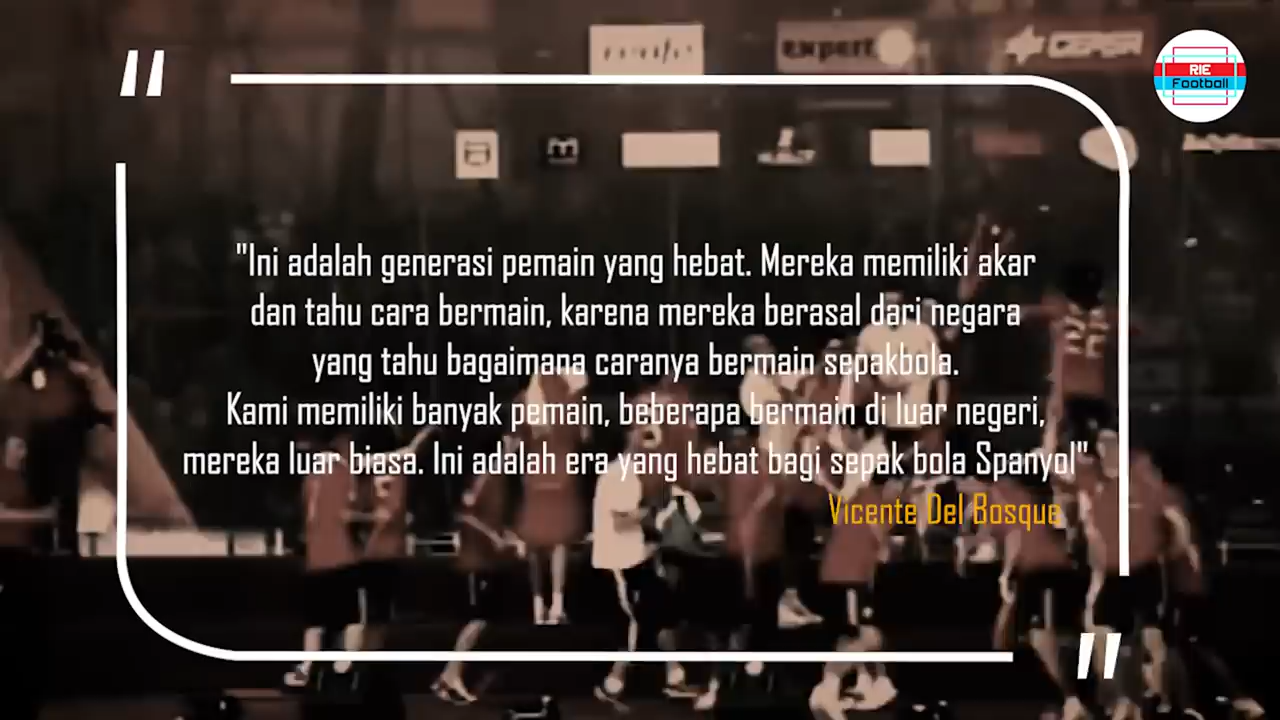 renfe
expert
CEPSA
RIE
Football
"Ini adalah generasi pemain yang hebat. Mereka memiliki akar
dan tahu cara bermain, karena mereka berasal dari negara
yang tahu bagaimana caranya bermain sepakbola.
Kami memiliki banyak pemain, beberapa bermain di luar negeri,
mereka luar biasa. Ini adalah era yang hebat bagi sepak bola Spanyol"
Vicente Del Bosque
22